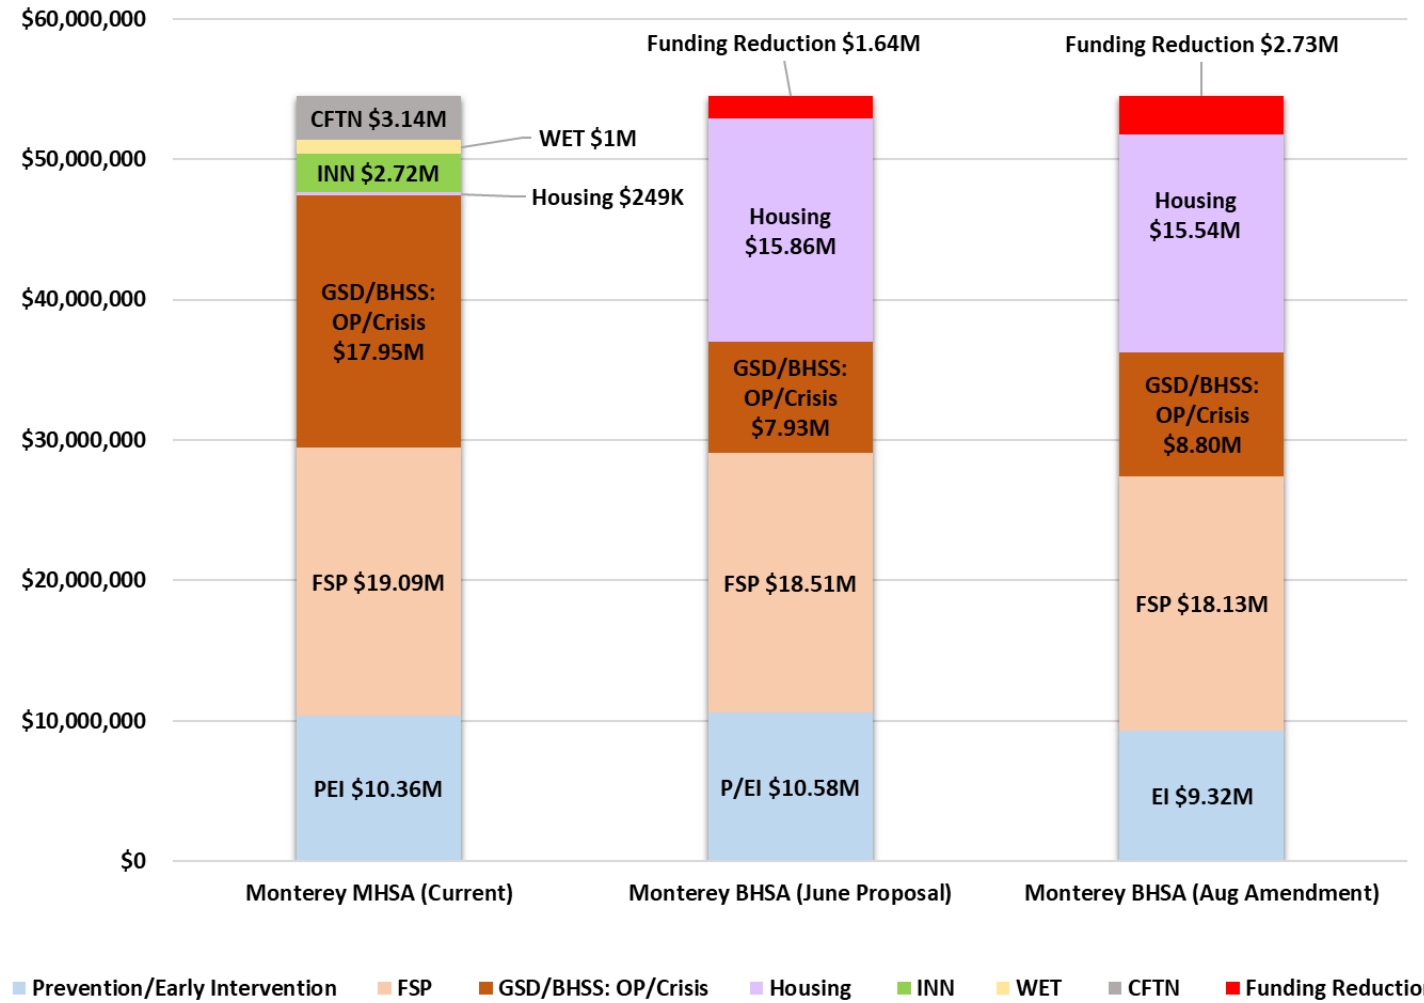 $60,000,000
$50,000,000
$40,000,000
$30,000,000
$20,000,000
$10,000,000
$0
CFTN $3.14M
WET $1M
INN $2.72M
Housing $249K
GSD/BHSS:
OP/Crisis
$17.95M
FSP $19.09M
PEI $10.36M
Monterey MHSA (Current)
Funding Reduction $1.64M
Housing
$15.86M
GSD/BHSS:
OP/Crisis
$7.93M
FSP $18.51M
P/EI $10.58M
Monterey BHSA (June Proposal)
Funding Reduction $2.73M
Housing
$15.54M
GSD/BHSS:
OP/Crisis
$8.80M
FSP $18.13M
EI $9.32M
Monterey BHSA (Aug Amendment)
Prevention/Early Intervention FSP GSD/BHSS: OP/Crisis Housing INN WET CFTN Funding Reductio